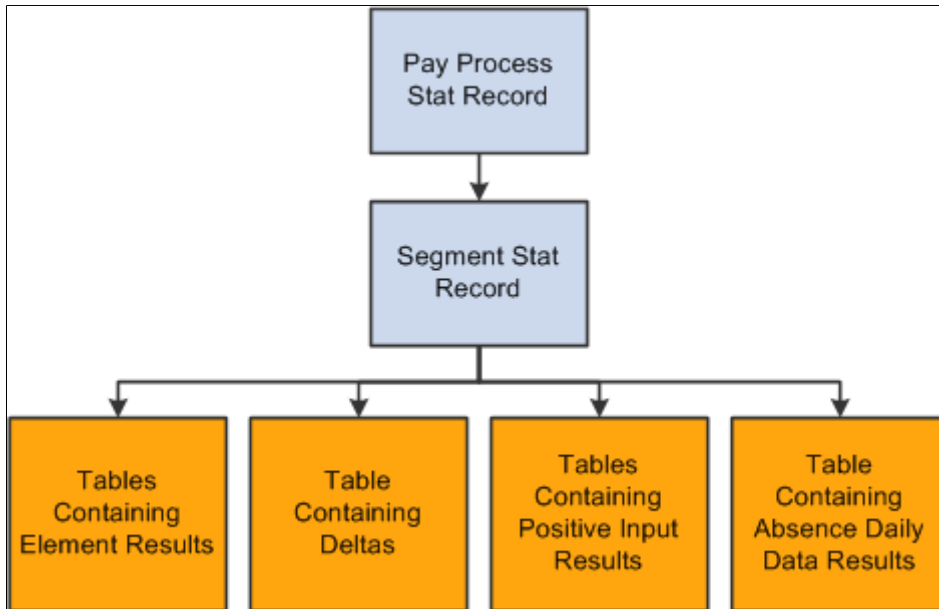 Pay Process
Stat Record
Segment Stat
Record
Tables
Containing
Element Results
Table
Containing
Deltas
Tables
Containing
Positive Input
Results
Table
Containing
Absence Daily
Data Results